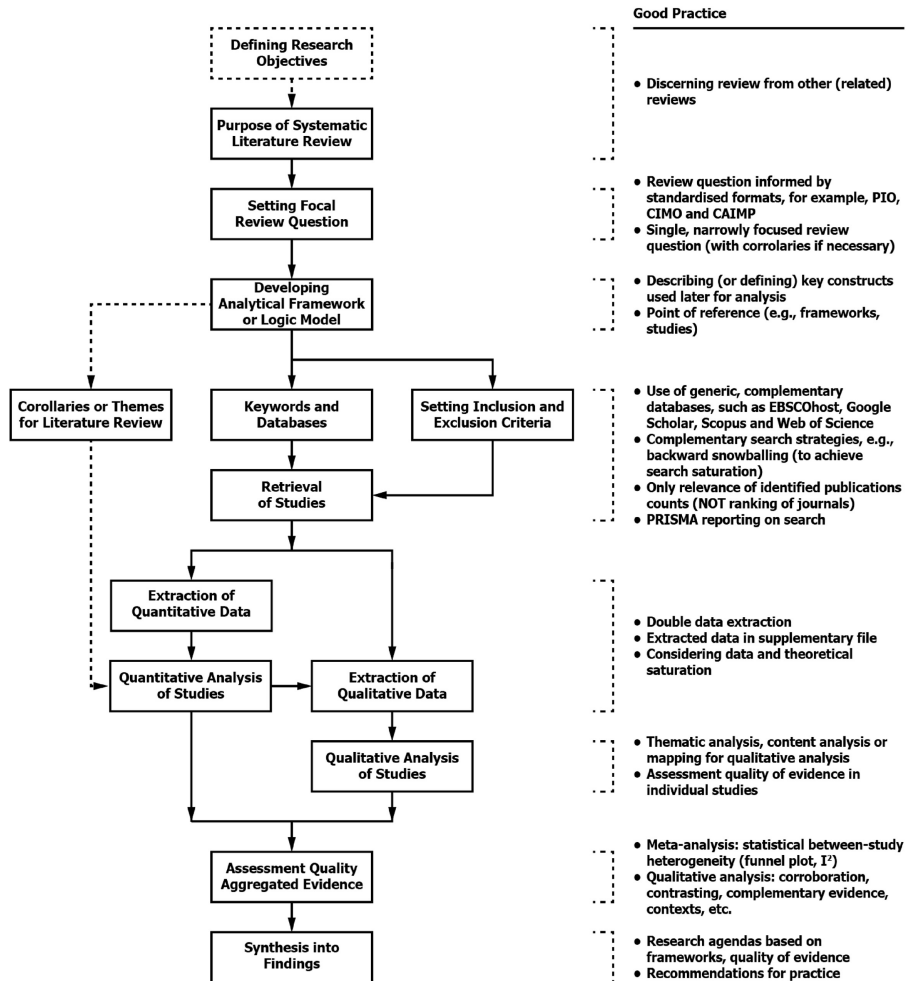 Good Practice
Defining Research
Objectives
● Discerning review from other (related)
reviews
Purpose of Systematic
Literature Review
Setting Focal
Review Question
● Review question informed by
standardised formats, for example, PIO,
CIMO and CAIMP
● Single, narrowly focused review
question (with corrolaries if necessary)
Developing
Analytical Framework
or Logic Model
● Describing (or defining) key constructs
used later for analysis
● Point of reference (e.g., frameworks,
studies)
Corollaries or Themes
for Literature Review
Keywords and
Databases
Setting Inclusion and
Exclusion Criteria
Retrieval
of Studies
● Use of generic, complementary
databases, such as EBSCOhost, Google
Scholar, Scopus and Web of Science
● Complementary search strategies, e.g.,
backward snowballing (to achieve
search saturation)
● Only relevance of identified publications
counts (NOT ranking of journals)
● PRISMA reporting on search
Extraction of
Quantitative Data
Quantitative Analysis
of Studies
Extraction of
Qualitative Data
● Double data extraction
● Extracted data in supplementary file
● Considering data and theoretical
saturation
Qualitative Analysis
of Studies
● Thematic analysis, content analysis or
mapping for qualitative analysis
● Assessment quality of evidence in
individual studies
Assessment Quality
Aggregated Evidence
● Meta-analysis: statistical between-study
heterogeneity (funnel plot, I²)
● Qualitative analysis: corroboration,
contrasting, complementary evidence,
contexts, etc.
Synthesis into
Findings
● Research agendas based on
frameworks, quality of evidence
● Recommendations for practice